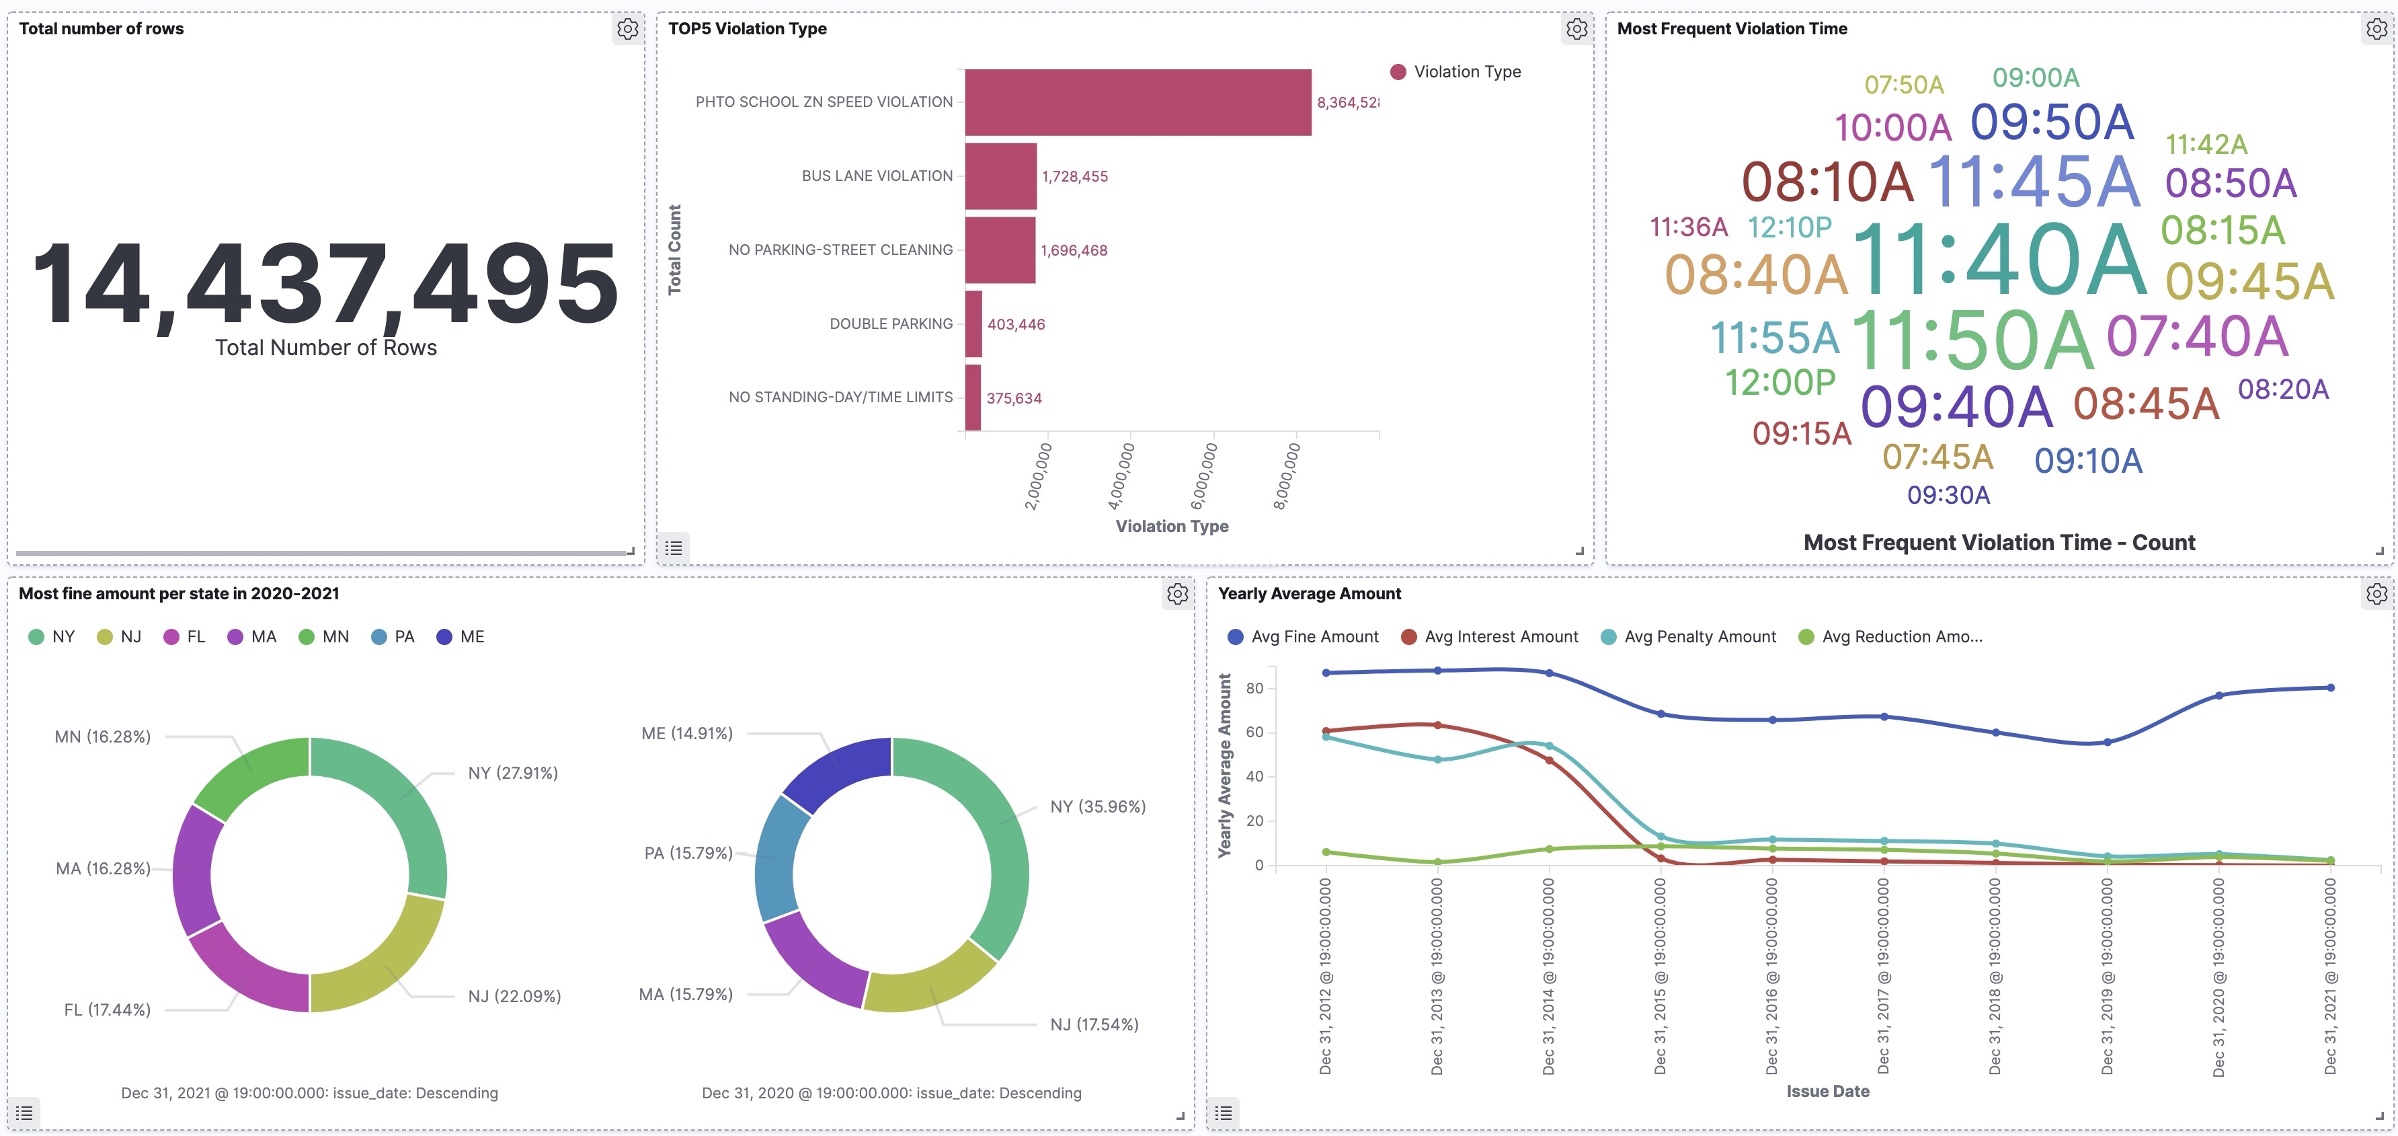 Total number of rows
14,437,495
Total Number of Rows
TOP5 Violation Type
Violation Type
PHTO SCHOOL ZN SPEED VIOLATION
8,364,528
BUS LANE VIOLATION
1,728,455
NO PARKING-STREET CLEANING
1,696,468
DOUBLE PARKING
403,446
NO STANDING-DAY/TIME LIMITS
375,634
Total Count
2,000,000
4,000,000
6,000,000
8,000,000
Violation Type
Most Frequent Violation Time
07:50A
09:00A
10:00A
09:50A
11:42A
08:10A
11:45A
08:50A
11:36A
12:10P
11:40A
08:15A
08:40A
09:45A
11:55A
11:50A
07:40A
12:00P
09:40A
08:45A
08:20A
09:15A
07:45A
09:10A
09:30A
Most Frequent Violation Time - Count
Most fine amount per state in 2020-2021
NY
NJ
FL
MA
MN
PA
ME
MN (16.28%)
NY (27.91%)
MA (16.28%)
NJ (22.09%)
FL (17.44%)
Dec 31, 2021 @ 19:00:00.000: issue_date: Descending
ME (14.91%)
NY (35.96%)
PA (15.79%)
MA (15.79%)
NJ (17.54%)
Dec 31, 2020 @ 19:00:00.000: issue_date: Descending
Yearly Average Amount
Avg Fine Amount
Avg Interest Amount
Avg Penalty Amount
Avg Reduction Amo...
Yearly Average Amount
80
60
40
20
0
Dec 31, 2012 @ 19:00:00.000
Dec 31, 2013 @ 19:00:00.000
Dec 31, 2014 @ 19:00:00.000
Dec 31, 2015 @ 19:00:00.000
Dec 31, 2016 @ 19:00:00.000
Dec 31, 2017 @ 19:00:00.000
Dec 31, 2018 @ 19:00:00.000
Dec 31, 2019 @ 19:00:00.000
Dec 31, 2020 @ 19:00:00.000
Dec 31, 2021 @ 19:00:00.000
Issue Date